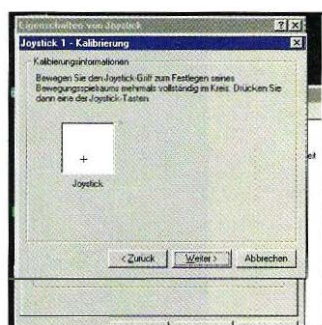 Eigenschaften von Joystick
Joystick 1 - Kalibrierung
Kalibrierungsinformationen
Bewegen Sie den Joystick-Griff zum Festlegen seines
Bewegungsspielraums mehrmals vollständig im Kreis. Drücken Sie
dann eine der Joystick-Tasten
Joystick
< Zurück
Weiter >
Abbrechen